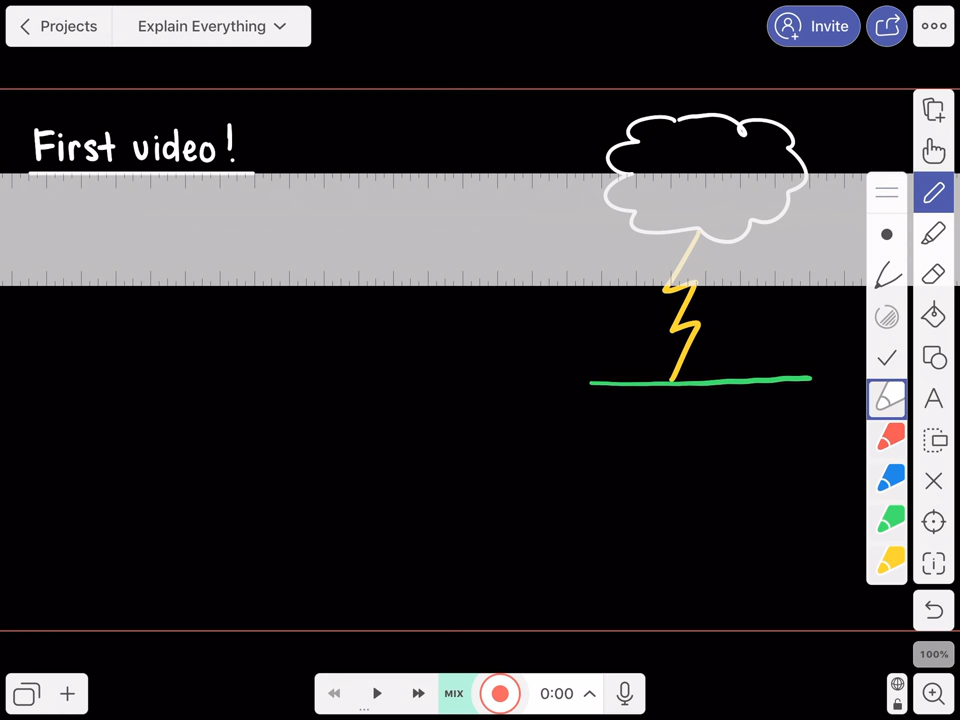 Projects
Explain Everything
Invite
First video!
A
100%
MIX
0:00